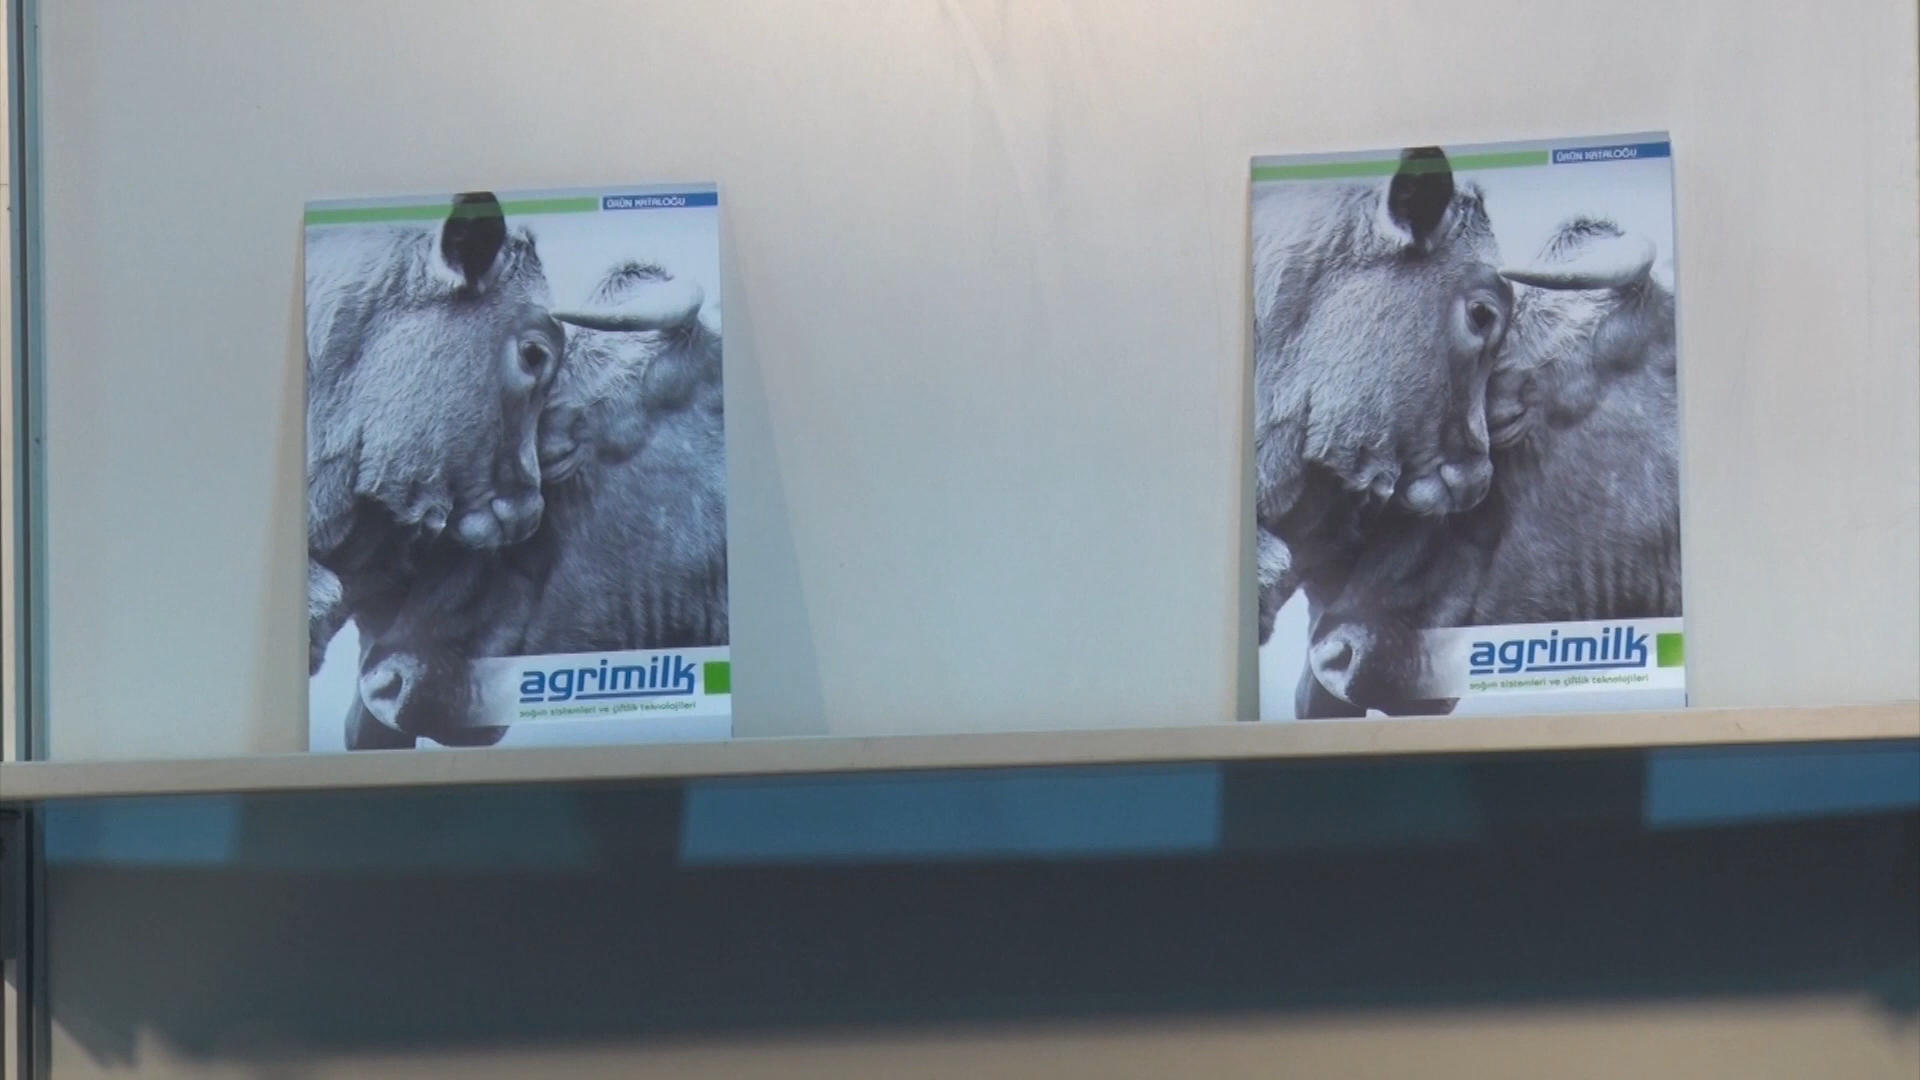 ÜRÜN KATALOĞU
agrimilk
sağım sistemleri ve çiftlik teknolojileri
ÜRÜN KATALOĞU
agrimilk
sağım sistemleri ve çiftlik teknolojileri